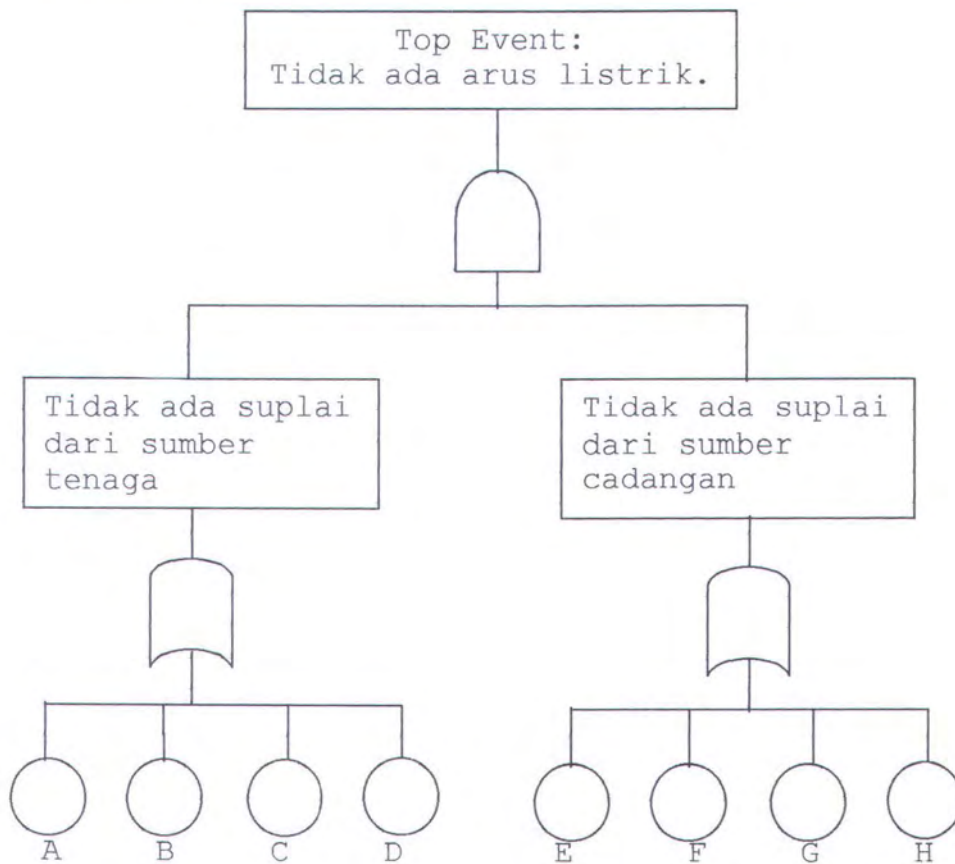 Top Event:
Tidak ada arus listrik.
Tidak ada suplai
dari sumber
tenaga
Tidak ada suplai
dari sumber
cadangan
A B C D E F G H